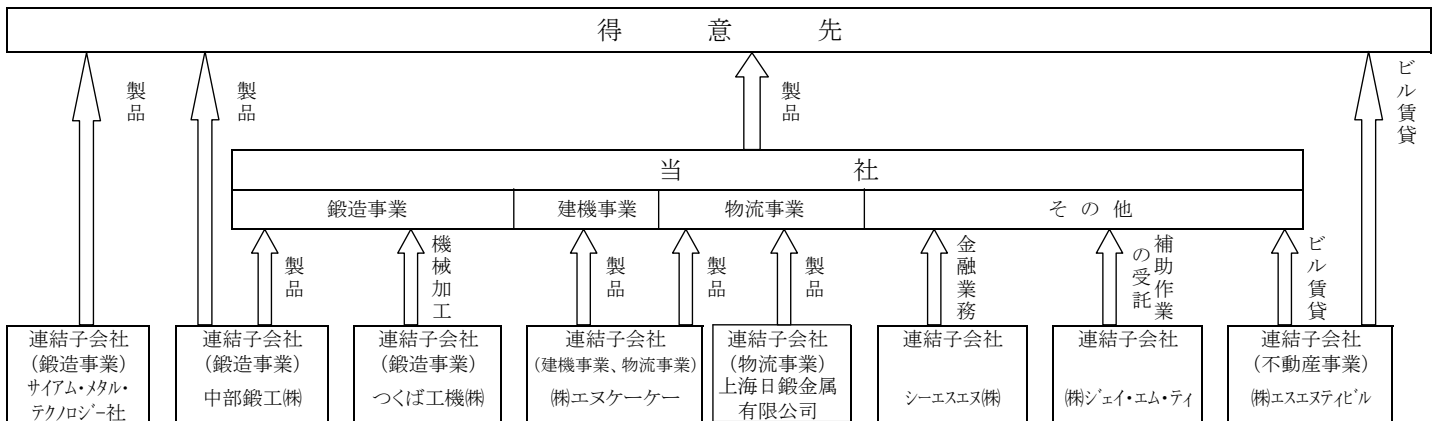 得意先
製品
製品
製品
ビル賃貸
当社
鍛造事業
建機事業
物流事業
その他
製品
機械加工
製品
製品
製品
金融業務
補助作業
の受託
ビル賃貸
連結子会社
(鍛造事業)
サイアム・メタル・
テクノロジー社
連結子会社
(鍛造事業)
中部鍛工㈱
連結子会社
(鍛造事業)
つくば工機㈱
連結子会社
(建機事業、物流事業)
㈱エヌケーケー
連結子会社
(物流事業)
上海日鍛金属
有限公司
連結子会社
シーエスエヌ㈱
連結子会社
㈱ジェイ・エム・ティ
連結子会社
(不動産事業)
㈱エスエヌティビル